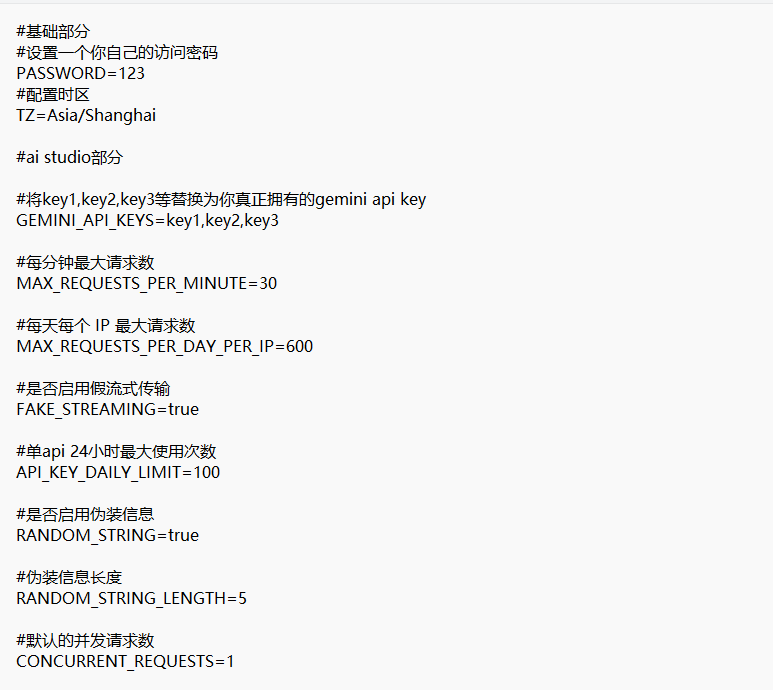 #基础部分
#设置一个你自己的访问密码
PASSWORD=123
#配置时区
TZ=Asia/Shanghai
#ai studio部分
#将key1,key2,key3等替换为你真正拥有的gemini api key
GEMINI_API_KEYS=key1,key2,key3
#每分钟最大请求数
MAX_REQUESTS_PER_MINUTE=30
#每天每个 IP 最大请求数
MAX_REQUESTS_PER_DAY_PER_IP=600
#是否启用假流式传输
FAKE_STREAMING=true
#单api 24小时最大使用次数
API_KEY_DAILY_LIMIT=100
#是否启用伪装信息
RANDOM_STRING=true
#伪装信息长度
RANDOM_STRING_LENGTH=5
#默认的并发请求数
CONCURRENT_REQUESTS=1